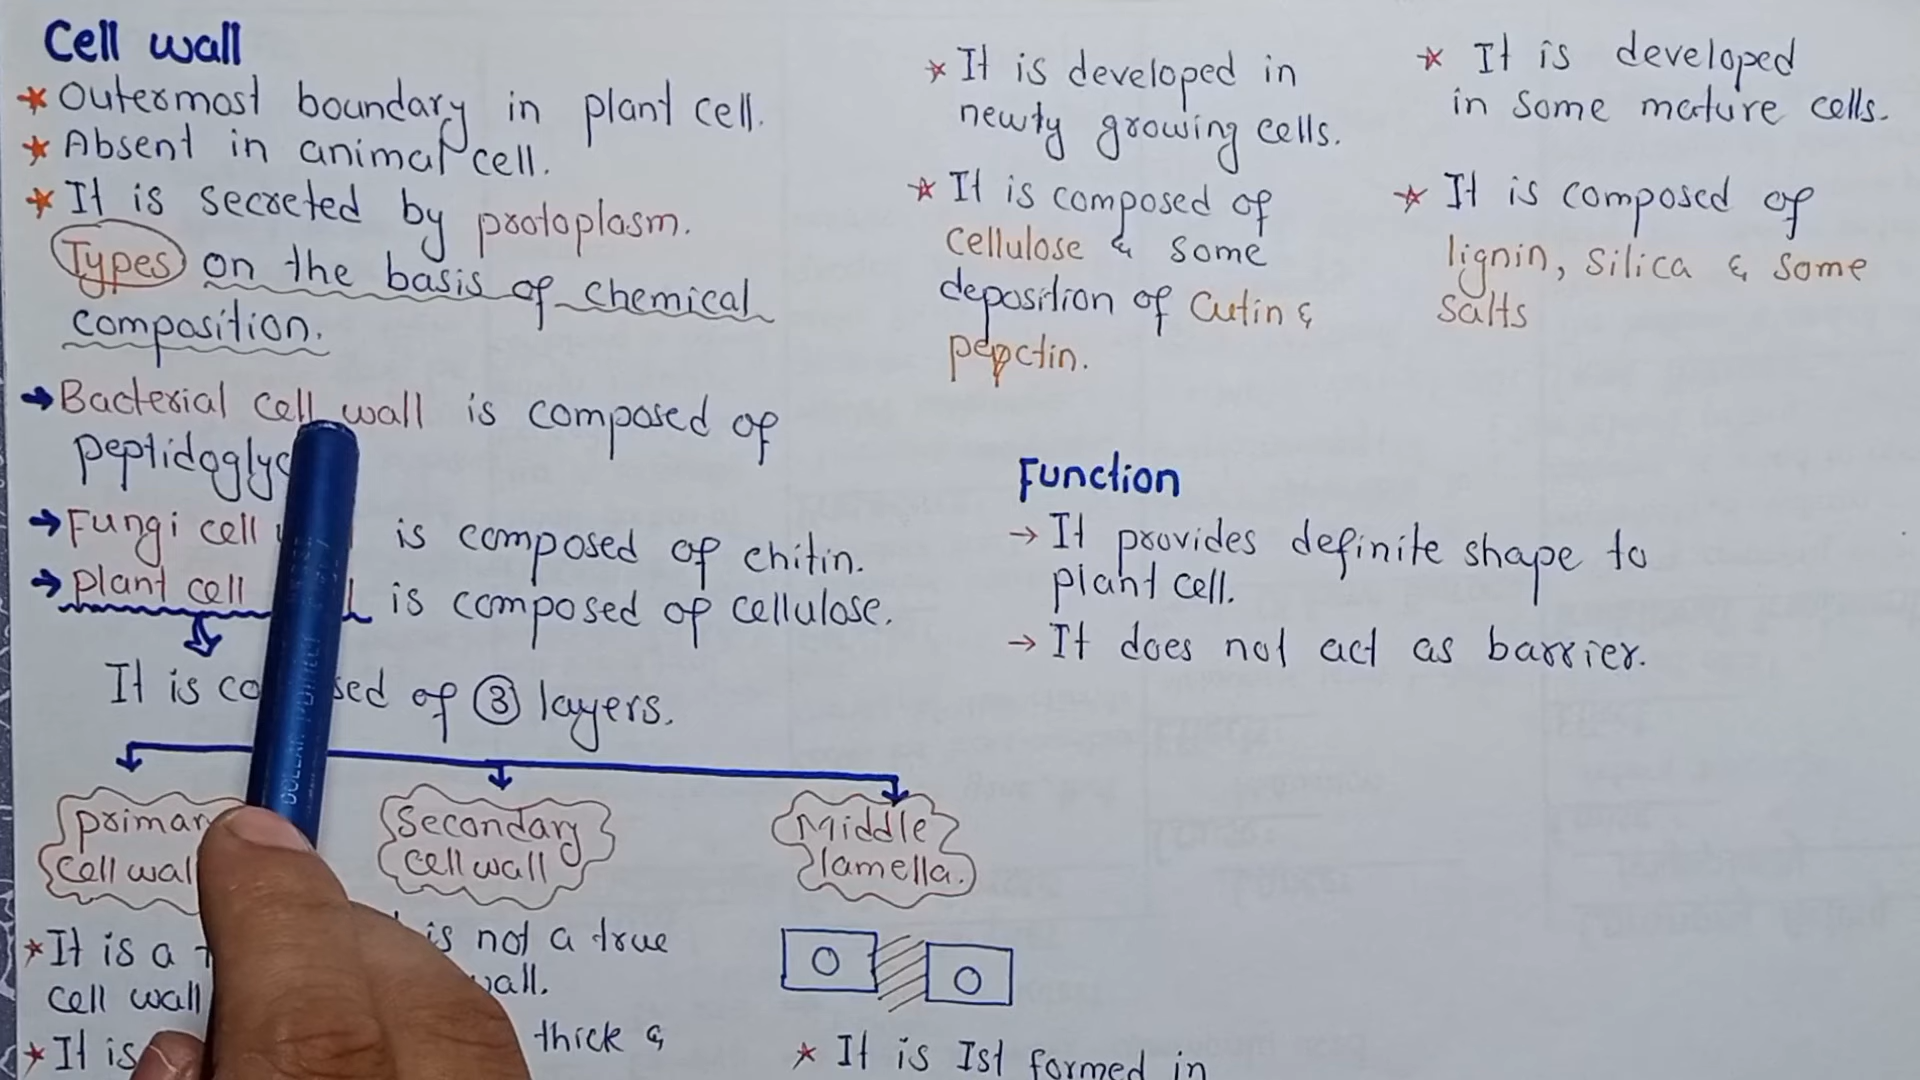 Cell wall
* Outermost boundary in plant cell.
* Absent in animal cell.
* It is secreted by protoplasm.
Types on the basis of chemical
composition.
→ Bacterial cell wall is composed of
peptidoglyc
→ Fungi cell is composed of chitin.
→ plant cell is composed of cellulose.
It is co sed of 3 layers.
primar
cell wal
* It is a
cell wall
* It is
Secondary
cell wall
is not a true
wall.
thick &
Middle
lamella.
* It is Ist formed in
* It is developed in
newly growing cells.
* It is composed of
cellulose & some
deposition of Cutin &
pepctin.
* It is developed
in some mature cells.
* It is composed of
lignin, silica & some
salts
Function
→ It provides definite shape to
plant cell.
→ It does not act as barrier.